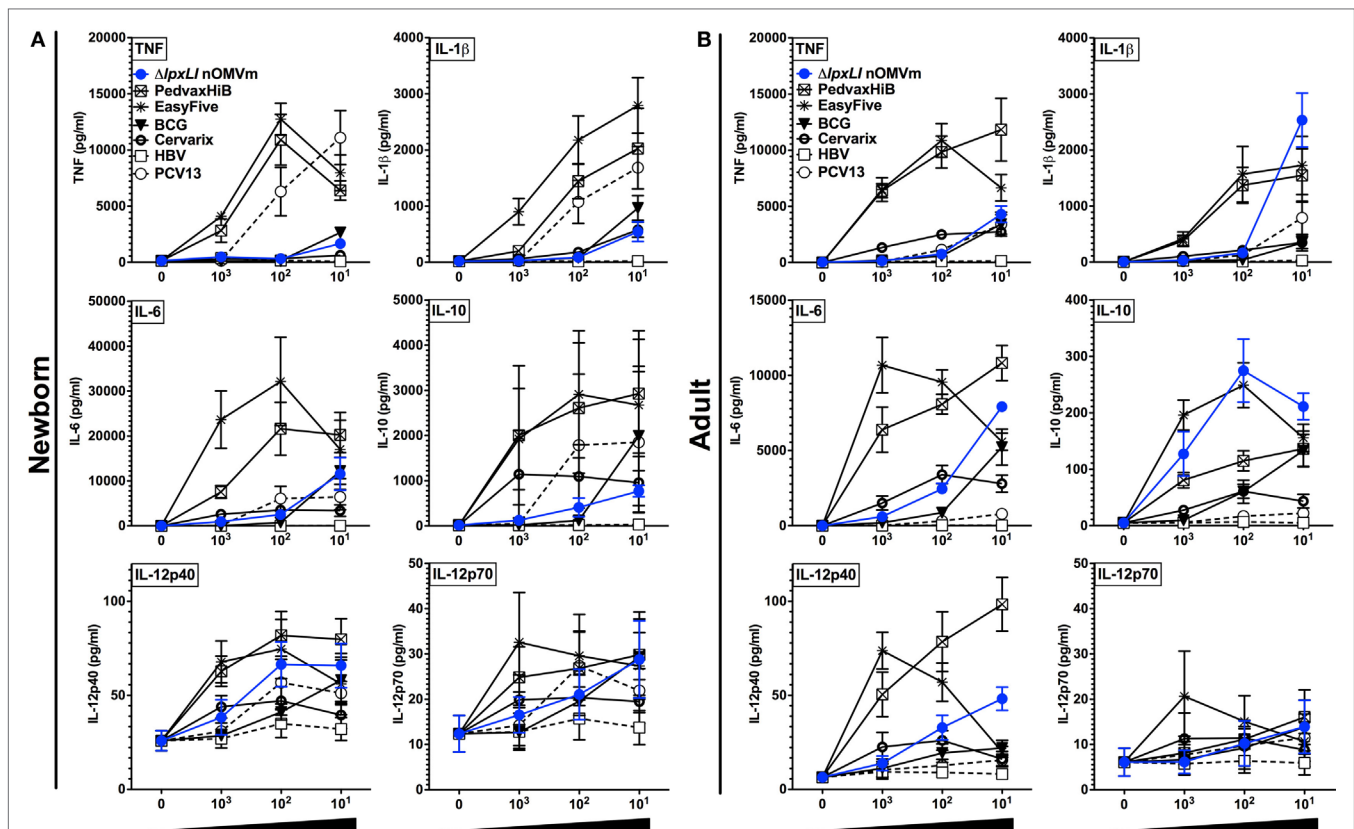 A
Newborn
TNF
TNF (pg/ml)
20000
15000
10000
5000
0
ΔlpxLI nOMVm
PedvaxHiB
EasyFive
BCG
Cervarix
HBV
PCV13
0 10³ 10² 10¹
IL-1β
IL-1β (pg/ml)
4000
3000
2000
1000
0
0 10³ 10² 10¹
IL-6
IL-6 (pg/ml)
50000
40000
30000
20000
10000
0
0 10³ 10² 10¹
IL-10
IL-10 (pg/ml)
5000
4000
3000
2000
1000
0
0 10³ 10² 10¹
IL-12p40
IL-12p40 (pg/ml)
100
50
0
0 10³ 10² 10¹
IL-12p70
IL-12p70 (pg/ml)
50
40
30
20
10
0
0 10³ 10² 10¹
B
Adult
TNF
TNF (pg/ml)
20000
15000
10000
5000
0
ΔlpxLI nOMVm
PedvaxHiB
EasyFive
BCG
Cervarix
HBV
PCV13
0 10³ 10² 10¹
IL-1β
IL-1β (pg/ml)
4000
3000
2000
1000
0
0 10³ 10² 10¹
IL-6
IL-6 (pg/ml)
15000
10000
5000
0
0 10³ 10² 10¹
IL-10
IL-10 (pg/ml)
400
300
200
100
0
0 10³ 10² 10¹
IL-12p40
IL-12p40 (pg/ml)
100
50
0
0 10³ 10² 10¹
IL-12p70
IL-12p70 (pg/ml)
50
40
30
20
10
0
0 10³ 10² 10¹